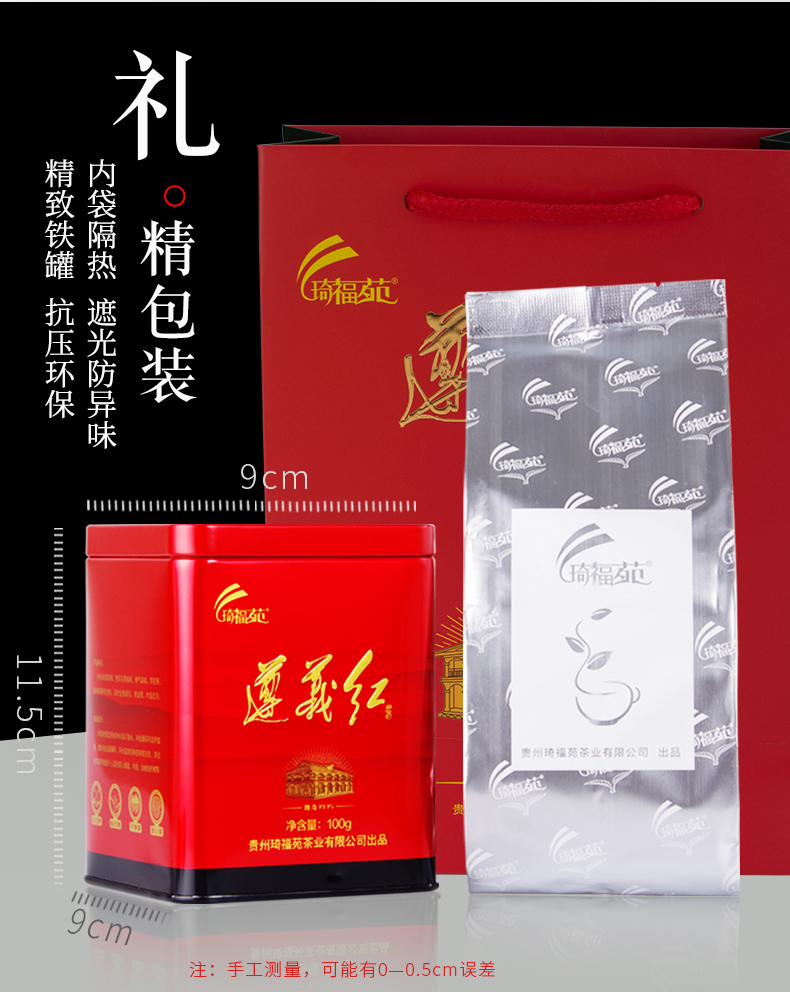 礼
精包装
内袋隔热 遮光防异味
精致铁罐 抗压环保
琦福苑®
遵
琦福苑®
贵州琦福苑茶业有限公司 出品
9cm
11.5cm
9cm
琦福苑®
遵义红
净含量：100g
贵州琦福苑茶业有限公司出品
贵
注：手工测量，可能有0—0.5cm误差